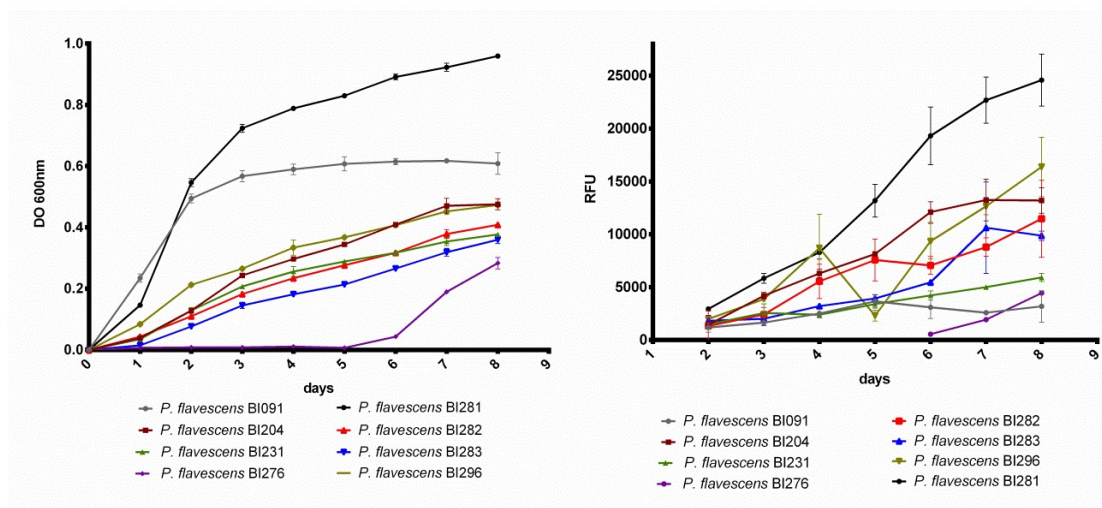 1.0
0.8
0.6
0.4
0.2
0.0
DO 600nm
0 1 2 3 4 5 6 7 8 9
days
P. flavescens BI091 P. flavescens BI281
P. flavescens BI204 P. flavescens BI282
P. flavescens BI231 P. flavescens BI283
P. flavescens BI276 P. flavescens BI296
25000
20000
15000
10000
5000
0
RFU
1 2 3 4 5 6 7 8 9
days
P. flavescens BI091 P. flavescens BI282
P. flavescens BI204 P. flavescens BI283
P. flavescens BI231 P. flavescens BI296
P. flavescens BI276 P. flavescens BI281